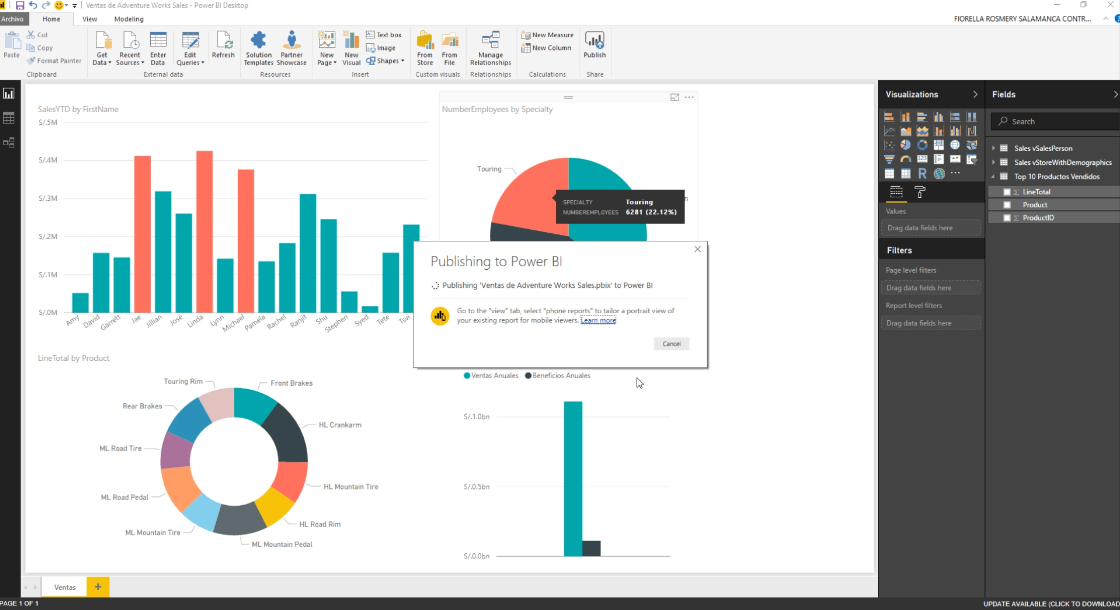 Ventas de Adventure Works Sales - Power BI Desktop
Archivo Home View Modeling
FIORELLA ROSMERY SALAMANCA CONTR...
Paste
Cut
Copy
Format Painter
Clipboard
Get Data
Recent Sources
Enter Data
Edit Queries
External data
Refresh
Solution Templates
Partner Showcase
Resources
New Page
New Visual
Text box
Image
Shapes
Insert
From Store
From File
Custom visuals
Manage Relationships
Relationships
New Measure
New Column
Calculations
Publish
Share
SalesYTD by FirstName
S/.5M
S/.4M
S/.3M
S/.2M
S/.1M
S/.0M
Amy David Garrett Jae Jillian José Linda Lynn Michael Pamela Rachel Ranjit Shu Stephen Syed Tete Tsvi
NumberEmployees by Specialty
Touring
SPECIALTY Touring
NUMBEREMPLOYEES 6281 (22.12%)
Publishing to Power BI
Publishing 'Ventas de Adventure Works Sales.pbix' to Power BI
Go to the "view" tab, select "phone reports" to tailor a portrait view of
your existing report for mobile viewers. Learn more
Cancel
LineTotal by Product
Touring Rim
Front Brakes
Rear Brakes
HL Crankarm
ML Road Tire
HL Mountain Tire
ML Road Pedal
HL Road Rim
ML Mountain Tire
ML Mountain Pedal
Ventas Anuales Beneficios Anuales
S/.1.0bn
S/.0.5bn
S/.0.0bn
Visualizations
Values
Drag data fields here
Filters
Page level filters
Drag data fields here
Report level filters
Drag data fields here
Fields
Search
Sales vSalesPerson
Sales vStoreWithDemographics
Top 10 Productos Vendidos
LineTotal
Product
ProductID
Ventas
PAGE 1 OF 1
UPDATE AVAILABLE (CLICK TO DOWNLOAD